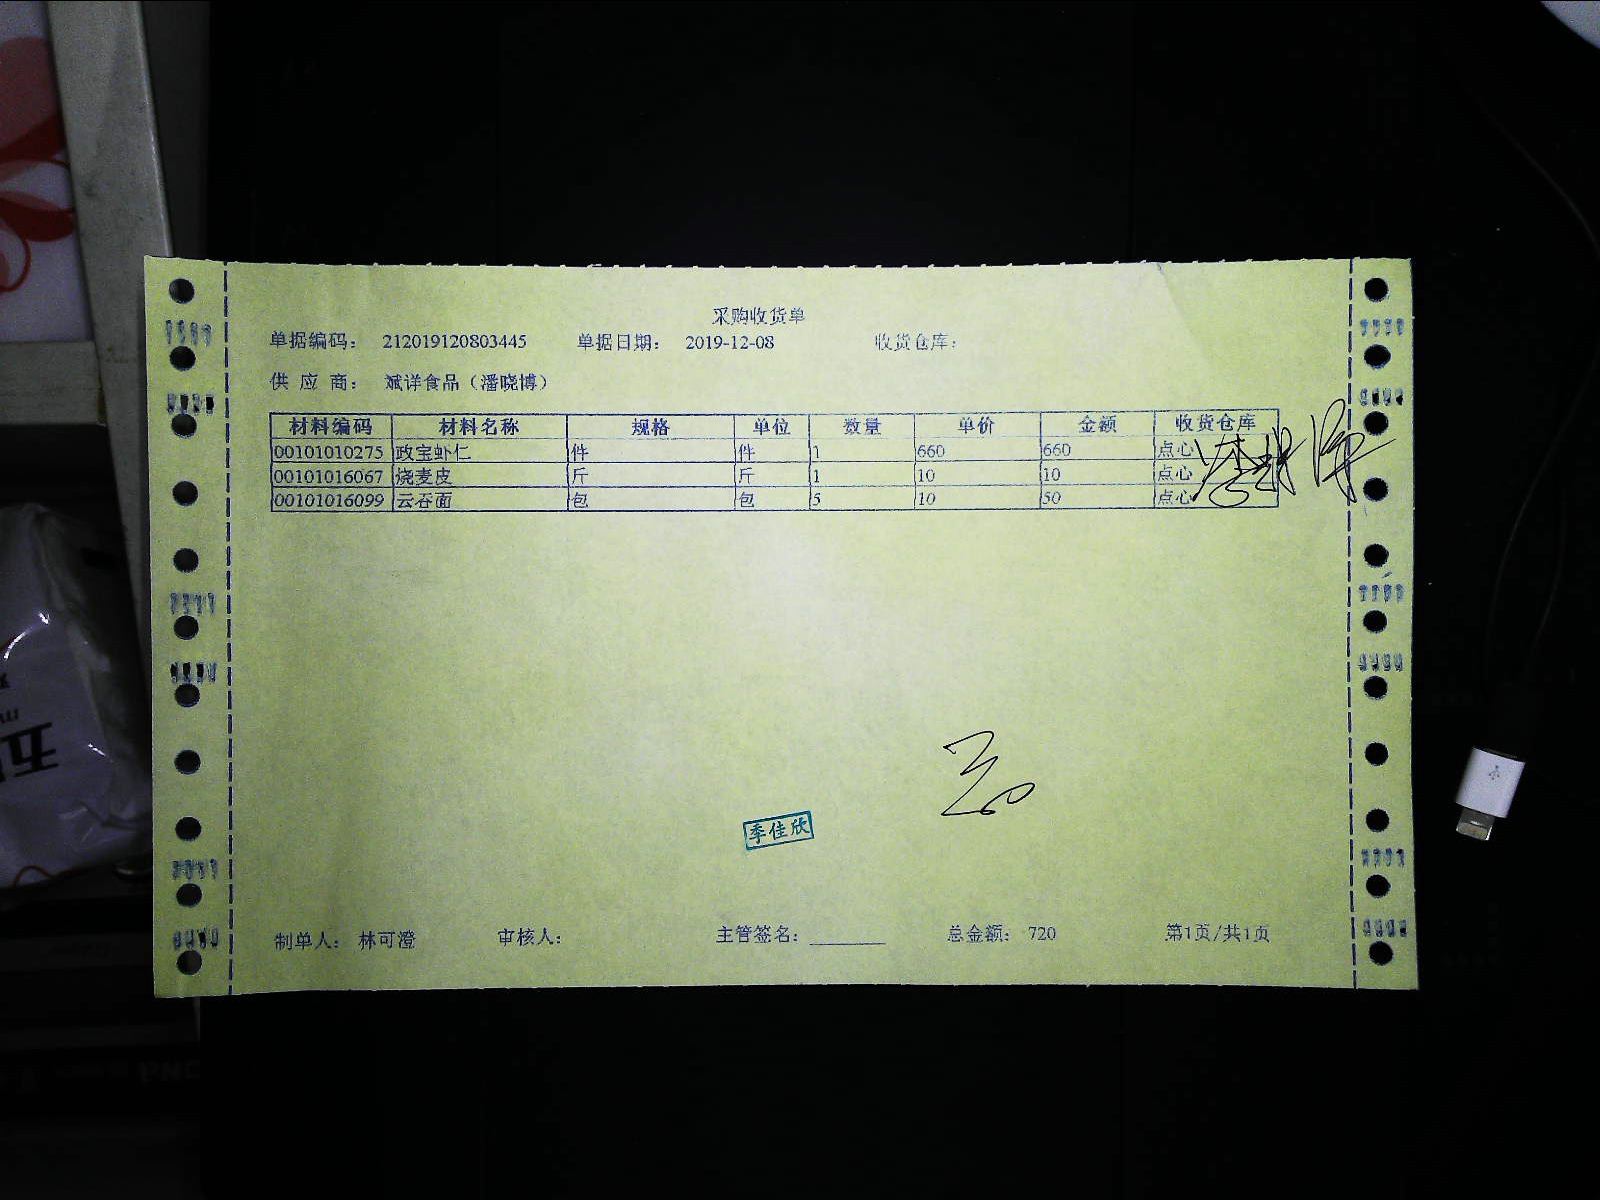 采购收货单
单据编码： 212019120803445 单据日期： 2019-12-08 收货仓库：
供 应 商： 斌详食品（潘晓博）
材料编码 材料名称 规格 单位 数量 单价 金额 收货仓库
00101010275 政宝虾仁 件 件 1 660 660 点心
00101016067 烧麦皮 斤 斤 1 10 10 点心
00101016099 云吞面 包 包 5 10 50 点心
季佳欣
制单人： 林可澄 审核人： 主管签名： 总金额： 720 第1页/共1页
五